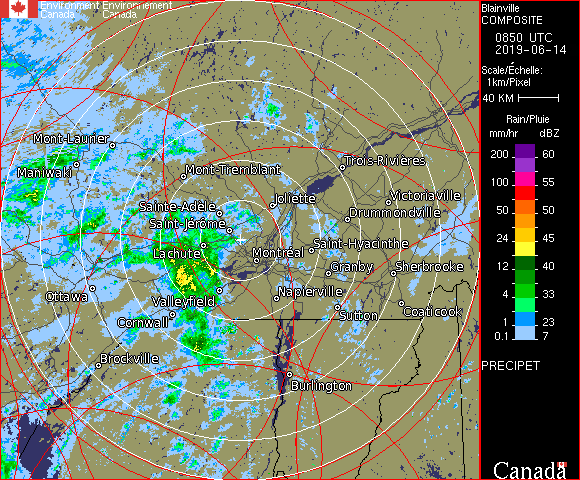 Environment Environnement
Canada Canada
Blainville
COMPOSITE
0850 UTC
2019-06-14
Scale/Échelle:
1km/Pixel
40 KM
Rain/Pluie
mm/hr dBZ
200 60
100 55
50 50
24 45
12 40
4 33
1 23
0.1 7
PRECIPET
Canada
Mont-Laurier
Maniwaki
Mont-Tremblant
Trois-Rivières
Joliette
Victoriaville
Sainte-Adèle
Drummondville
Saint-Jérôme
Lachute
Montréal
Saint-Hyacinthe
Granby
Sherbrooke
Ottawa
Valleyfield
Napierville
Cornwall
Sutton
Coaticook
Brockville
Burlington